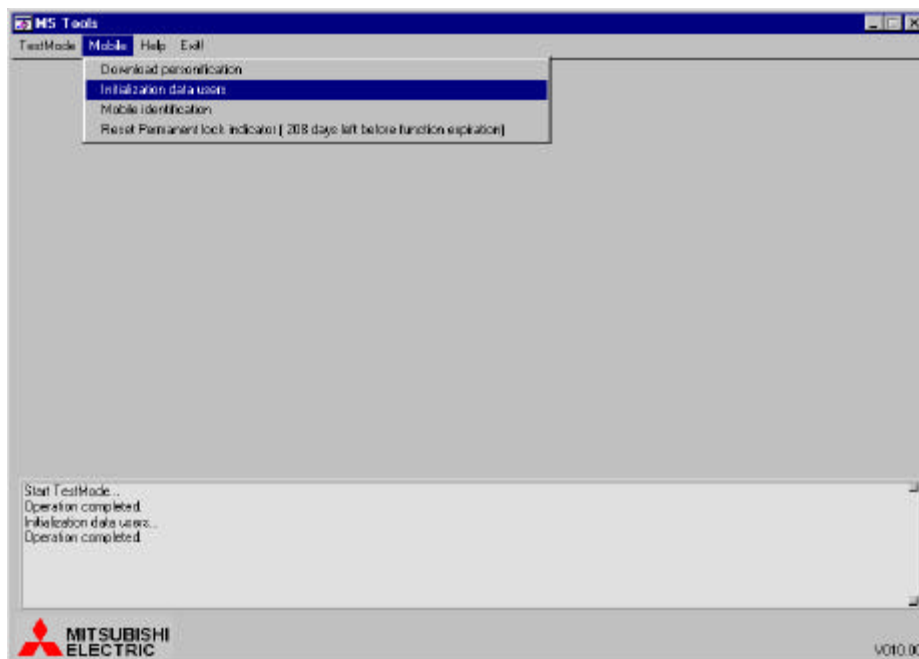 MS Tools
TestMode Mobile Help Exit!
Download personification
Initialization data users
Mobile identification
Reset Permanent lock indicator [ 208 days left before function expiration]
Start TestMode...
Operation completed.
Initialization data users...
Operation completed.
MITSUBISHI
ELECTRIC